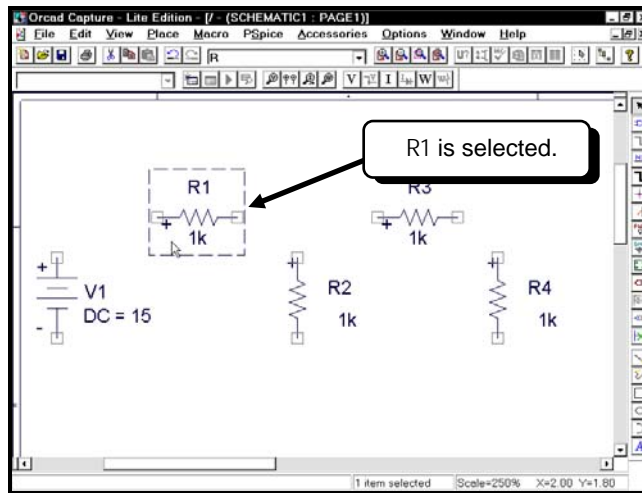 Orcad Capture - Lite Edition - [/ - (SCHEMATIC1 : PAGE1)]
File Edit View Place Macro PSpice Accessories Options Window Help
R
V I W
R1 is selected.
R1
1k
R3
1k
+
V1
DC = 15
-
R2
1k
R4
1k
1 item selected Scale=250% X=2.00 Y=1.80